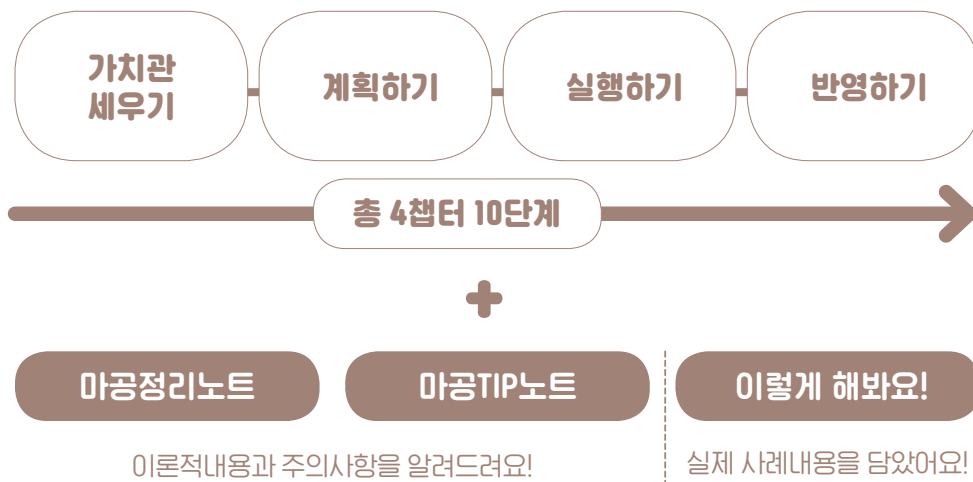 가치관
세우기
계획하기
실행하기
반영하기
총 4챕터 10단계
마공정리노트
마공TIP노트
이렇게 해봐요!
이론적내용과 주의사항을 알려드려요!
실제 사례내용을 담았어요!